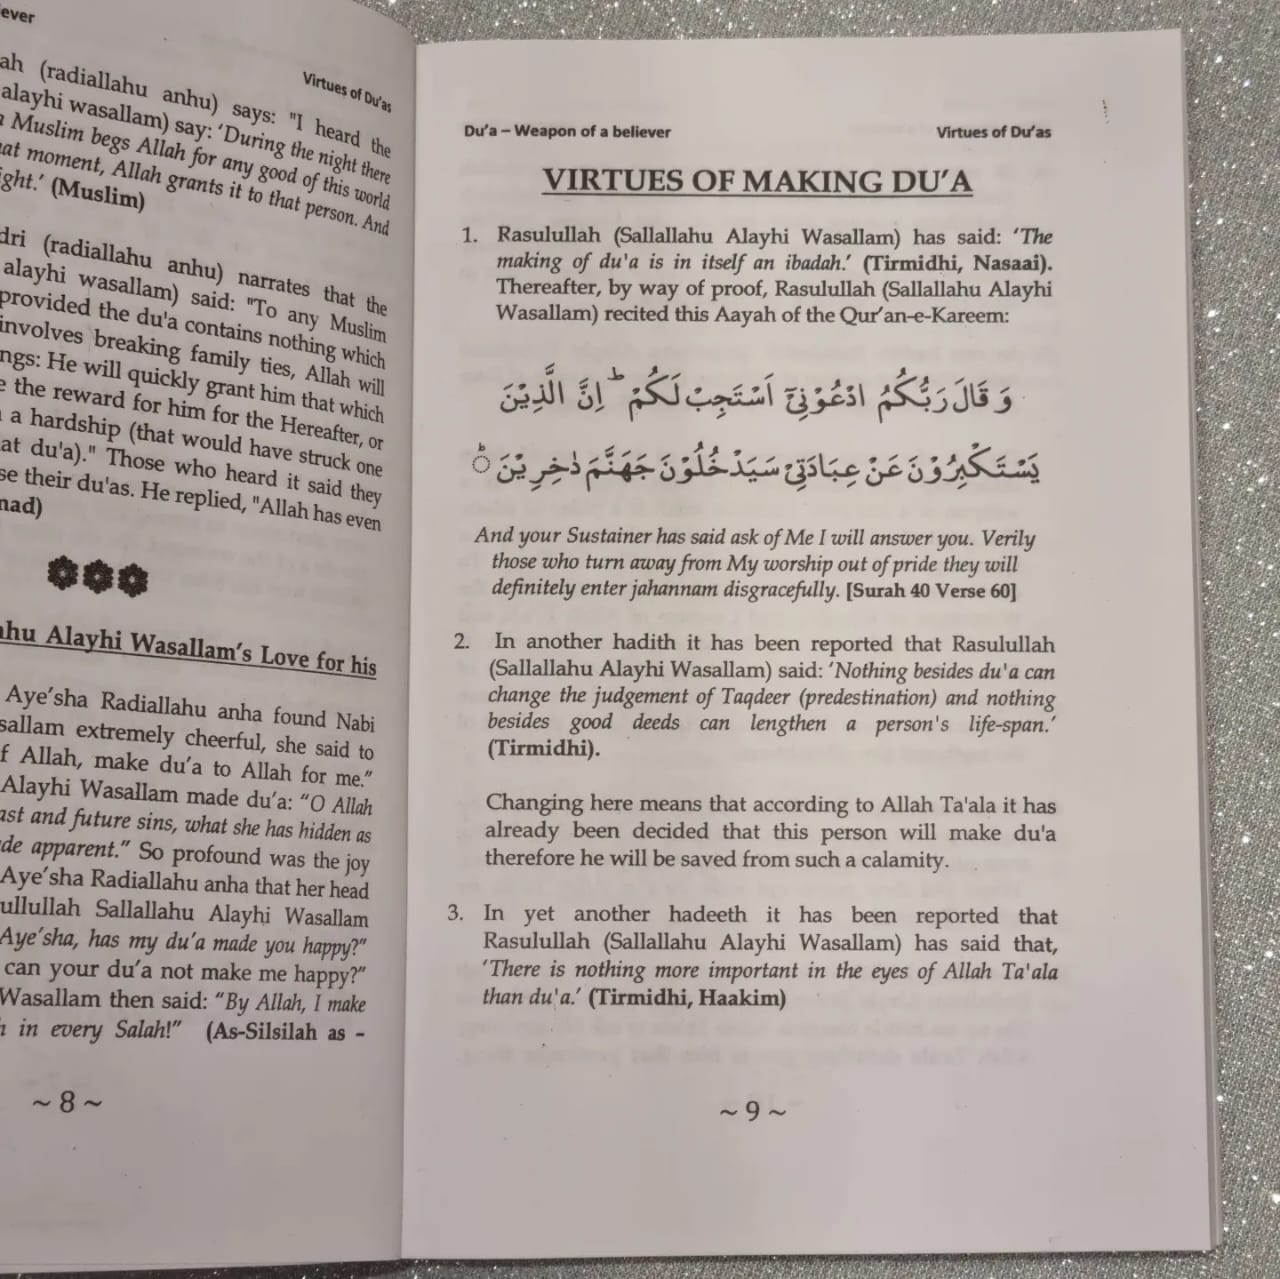 ever
Virtues of Du'as
ah (radiallahu anhu) says: "I heard the
alayhi wasallam) say: 'During the night there
Muslim begs Allah for any good of this world
at moment, Allah grants it to that person. And
ght.' (Muslim)
dri (radiallahu anhu) narrates that the
alayhi wasallam) said: "To any Muslim
provided the du'a contains nothing which
involves breaking family ties, Allah will
ngs: He will quickly grant him that which
e the reward for him for the Hereafter, or
a hardship (that would have struck one
at du'a)." Those who heard it said they
se their du'as. He replied, "Allah has even
mad)
hu Alayhi Wasallam's Love for his
Aye'sha Radiallahu anha found Nabi
sallam extremely cheerful, she said to
f Allah, make du'a to Allah for me."
Alayhi Wasallam made du'a: "O Allah
ast and future sins, what she has hidden as
de apparent." So profound was the joy
Aye'sha Radiallahu anha that her head
ullullah Sallallahu Alayhi Wasallam
Aye'sha, has my du'a made you happy?"
can your du'a not make me happy?"
Wasallam then said: "By Allah, I make
in every Salah!" (As-Silsilah as -
~ 8 ~
Du'a – Weapon of a believer Virtues of Du'as
VIRTUES OF MAKING DU'A
1. Rasulullah (Sallallahu Alayhi Wasallam) has said: 'The
making of du'a is in itself an ibadah.' (Tirmidhi, Nasaai).
Thereafter, by way of proof, Rasulullah (Sallallahu Alayhi
Wasallam) recited this Aayah of the Qur'an-e-Kareem:
وَ قَالَ رَبُّكُمُ ادْعُوْنِیْۤ اَسْتَجِبْ لَكُمْ ؕ اِنَّ الَّذِیْنَ
یَسْتَكْبِرُوْنَ عَنْ عِبَادَتِیْ سَیَدْخُلُوْنَ جَهَنَّمَ دٰخِرِیْنَ ؕ
And your Sustainer has said ask of Me I will answer you. Verily
those who turn away from My worship out of pride they will
definitely enter jahannam disgracefully. [Surah 40 Verse 60]
2. In another hadith it has been reported that Rasulullah
(Sallallahu Alayhi Wasallam) said: 'Nothing besides du'a can
change the judgement of Taqdeer (predestination) and nothing
besides good deeds can lengthen a person's life-span.'
(Tirmidhi).
Changing here means that according to Allah Ta'ala it has
already been decided that this person will make du'a
therefore he will be saved from such a calamity.
3. In yet another hadeeth it has been reported that
Rasulullah (Sallallahu Alayhi Wasallam) has said that,
'There is nothing more important in the eyes of Allah Ta'ala
than du'a.' (Tirmidhi, Haakim)
~ 9 ~